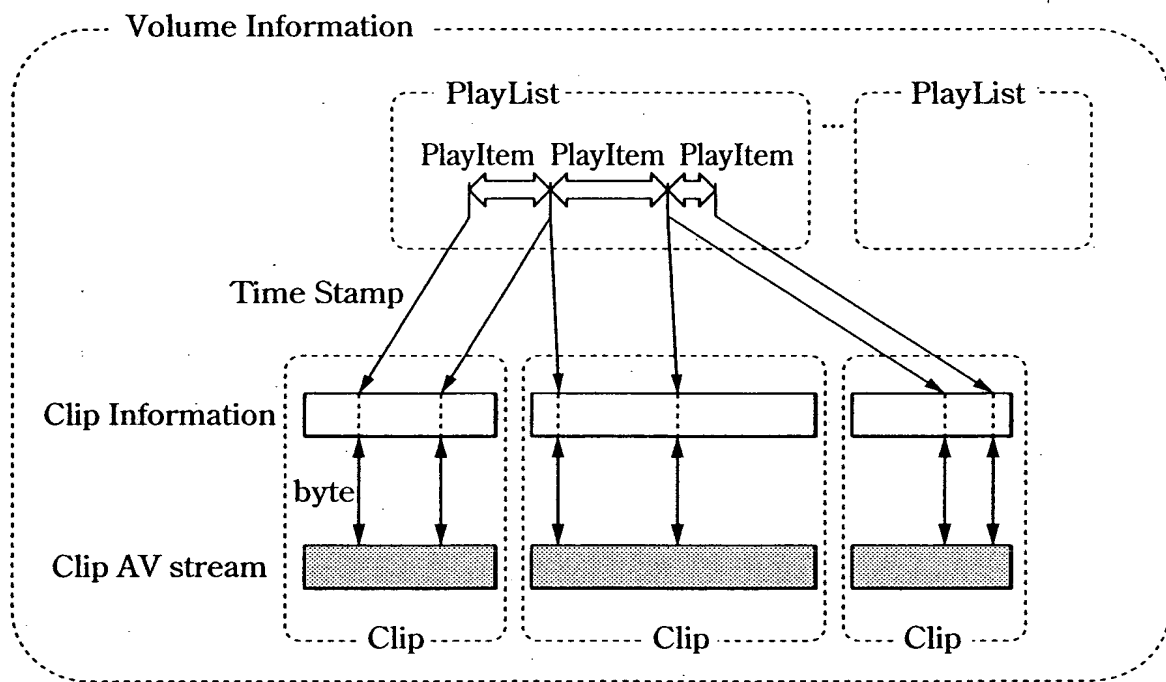 Volume Information
PlayList
PlayList
...
PlayItem PlayItem PlayItem
Time Stamp
Clip Information
byte
Clip AV stream
Clip
Clip
Clip